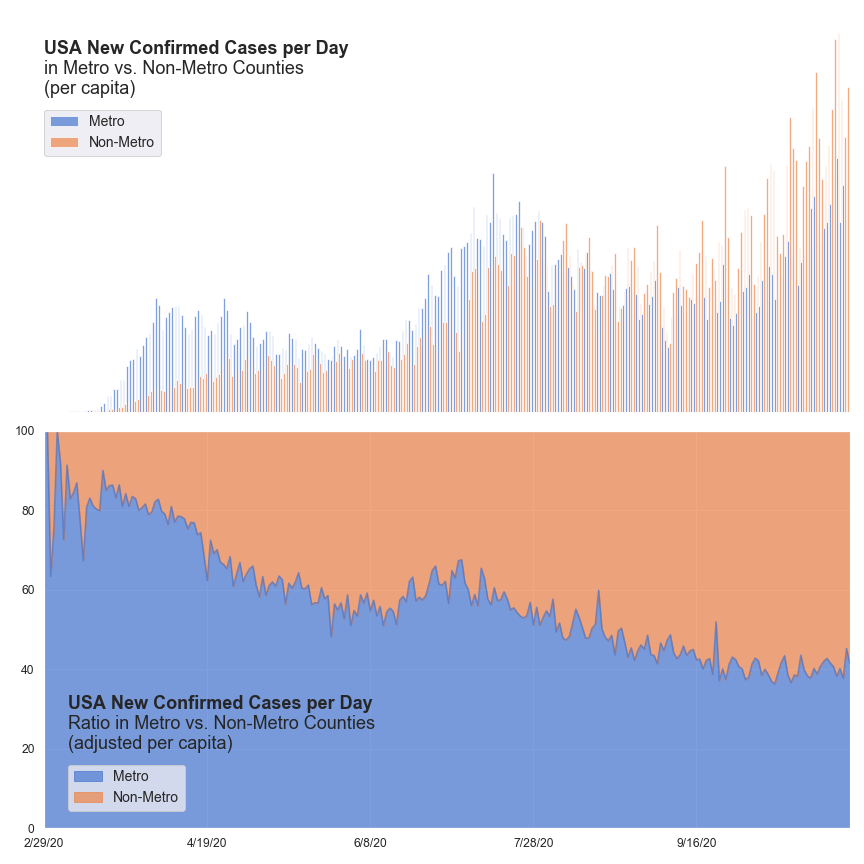 USA New Confirmed Cases per Day
in Metro vs. Non-Metro Counties
(per capita)
Metro
Non-Metro
100
80
60
40
20
0
USA New Confirmed Cases per Day
Ratio in Metro vs. Non-Metro Counties
(adjusted per capita)
Metro
Non-Metro
2/29/20 4/19/20 6/8/20 7/28/20 9/16/20